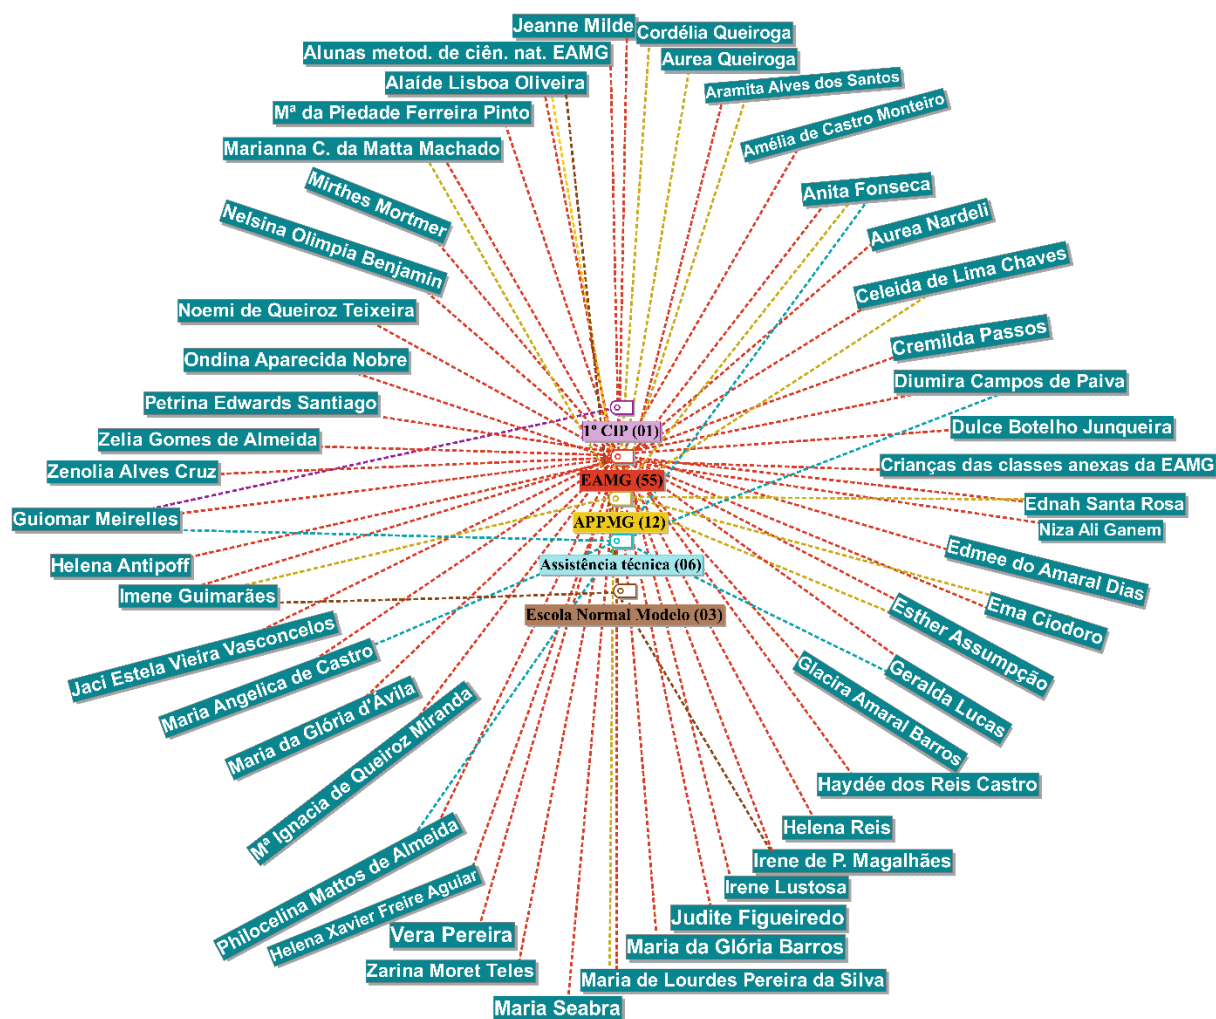 Jeanne Milde
Cordélia Queiroga
Alunas metod. de ciên. nat. EAMG
Aurea Queiroga
Alaíde Lisboa Oliveira
Aramita Alves dos Santos
Mª da Piedade Ferreira Pinto
Amélia de Castro Monteiro
Marianna C. da Matta Machado
Mirthes Mortmer
Anita Fonseca
Nelsina Olimpia Benjamin
Aurea Nardeli
Celeida de Lima Chaves
Noemi de Queiroz Teixeira
Cremilda Passos
Ondina Aparecida Nobre
Diumira Campos de Paiva
Petrina Edwards Santiago
1º CIP (01)
Dulce Botelho Junqueira
Zelia Gomes de Almeida
Zenolia Alves Cruz
Crianças das classes anexas da EAMG
EAMG (55)
Ednah Santa Rosa
Guiomar Meirelles
APPMG (12)
Niza Ali Ganem
Helena Antipoff
Assistência técnica (06)
Edmee do Amaral Dias
Imene Guimarães
Escola Normal Modelo (03)
Ema Ciodoro
Esther Assumpção
Jaci Estela Vieira Vasconcelos
Maria Angelica de Castro
Geralda Lucas
Glacira Amaral Barros
Maria da Glória d'Avila
Mª Ignacia de Queiroz Miranda
Haydée dos Reis Castro
Helena Reis
Philocelina Mattos de Almeida
Irene de P. Magalhães
Helena Xavier Freire Aguiar
Irene Lustosa
Judite Figueiredo
Vera Pereira
Maria da Glória Barros
Zarina Moret Teles
Maria de Lourdes Pereira da Silva
Maria Seabra